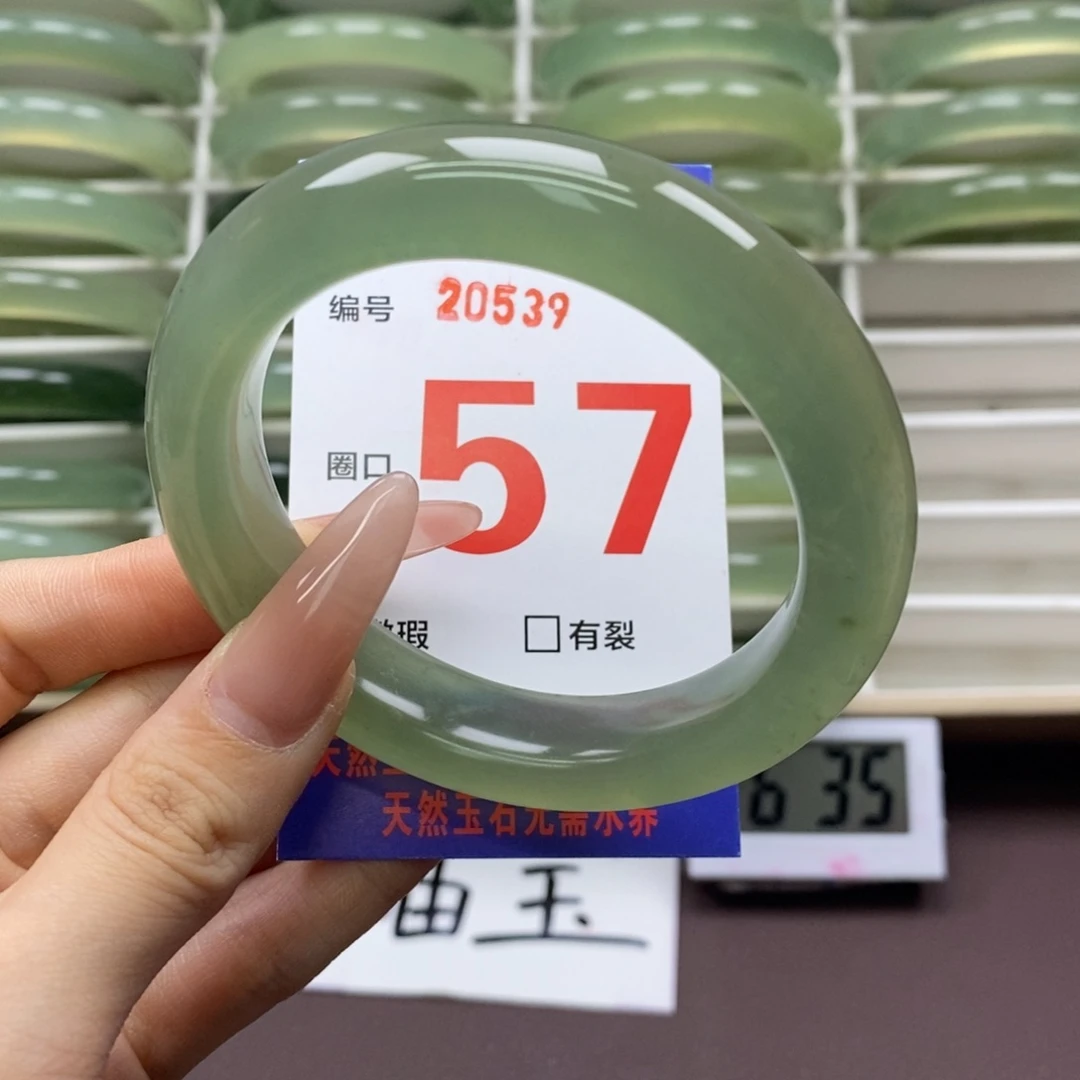 编号 20539
圈口 57
瑕 □有裂
天然玉石无需水养
6 35
玉